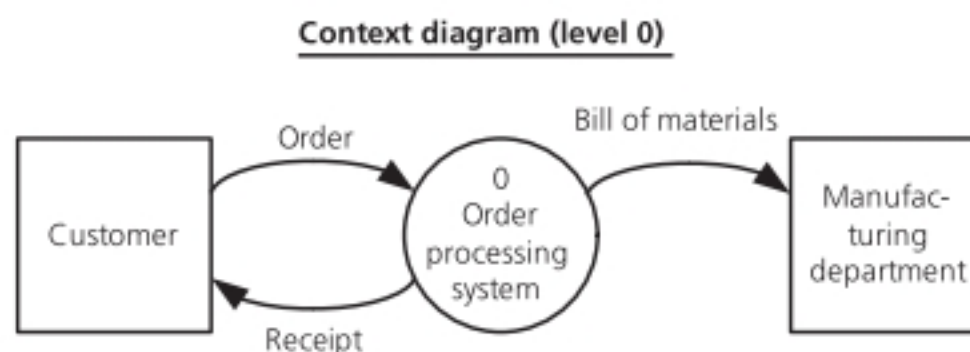 Context diagram (level 0)
Order
Bill of materials
Customer
0
Order
processing
system
Manufac-
turing
department
Receipt